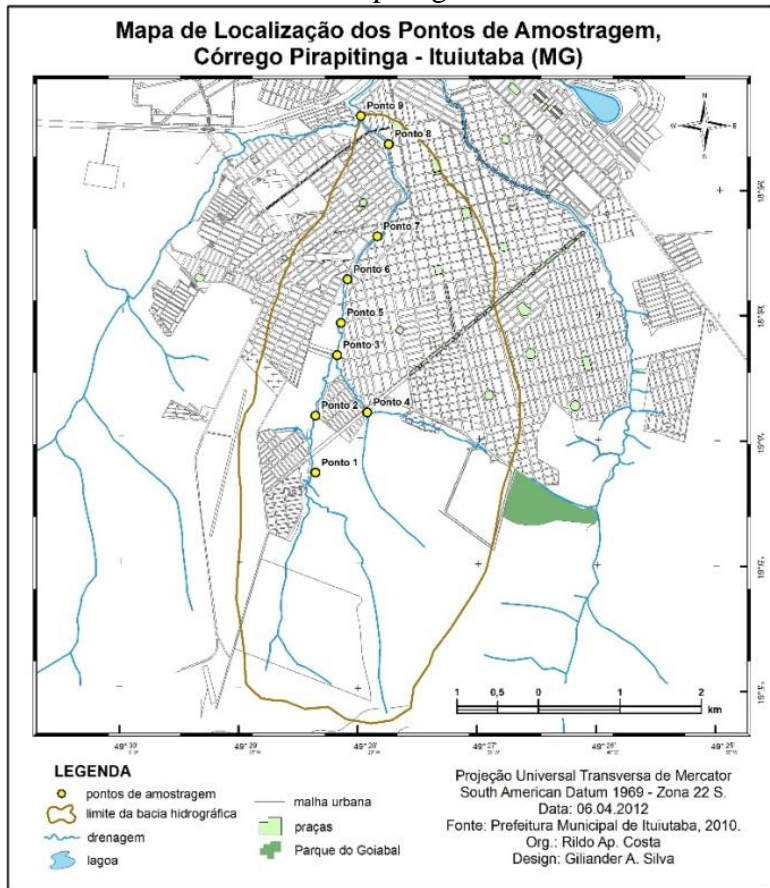 Mapa de Localização dos Pontos de Amostragem,
Córrego Pirapitinga - Ituiutaba (MG)
N
W
E
S
Ponto 9
Ponto 8
Ponto 7
Ponto 6
Ponto 5
Ponto 3
Ponto 2
Ponto 4
Ponto 1
1 0,5 0 1 2
km
49° 30'
49° 29'
49° 28'
49° 27'
49° 26'
49° 25'
LEGENDA
pontos de amostragem
limite da bacia hidrográfica
drenagem
lagoa
malha urbana
praças
Parque do Goiabal
Projeção Universal Transversa de Mercator
South American Datum 1969 - Zona 22 S.
Data: 06.04.2012
Fonte: Prefeitura Municipal de Ituiutaba, 2010.
Org.: Rildo Ap. Costa
Design: Giliander A. Silva